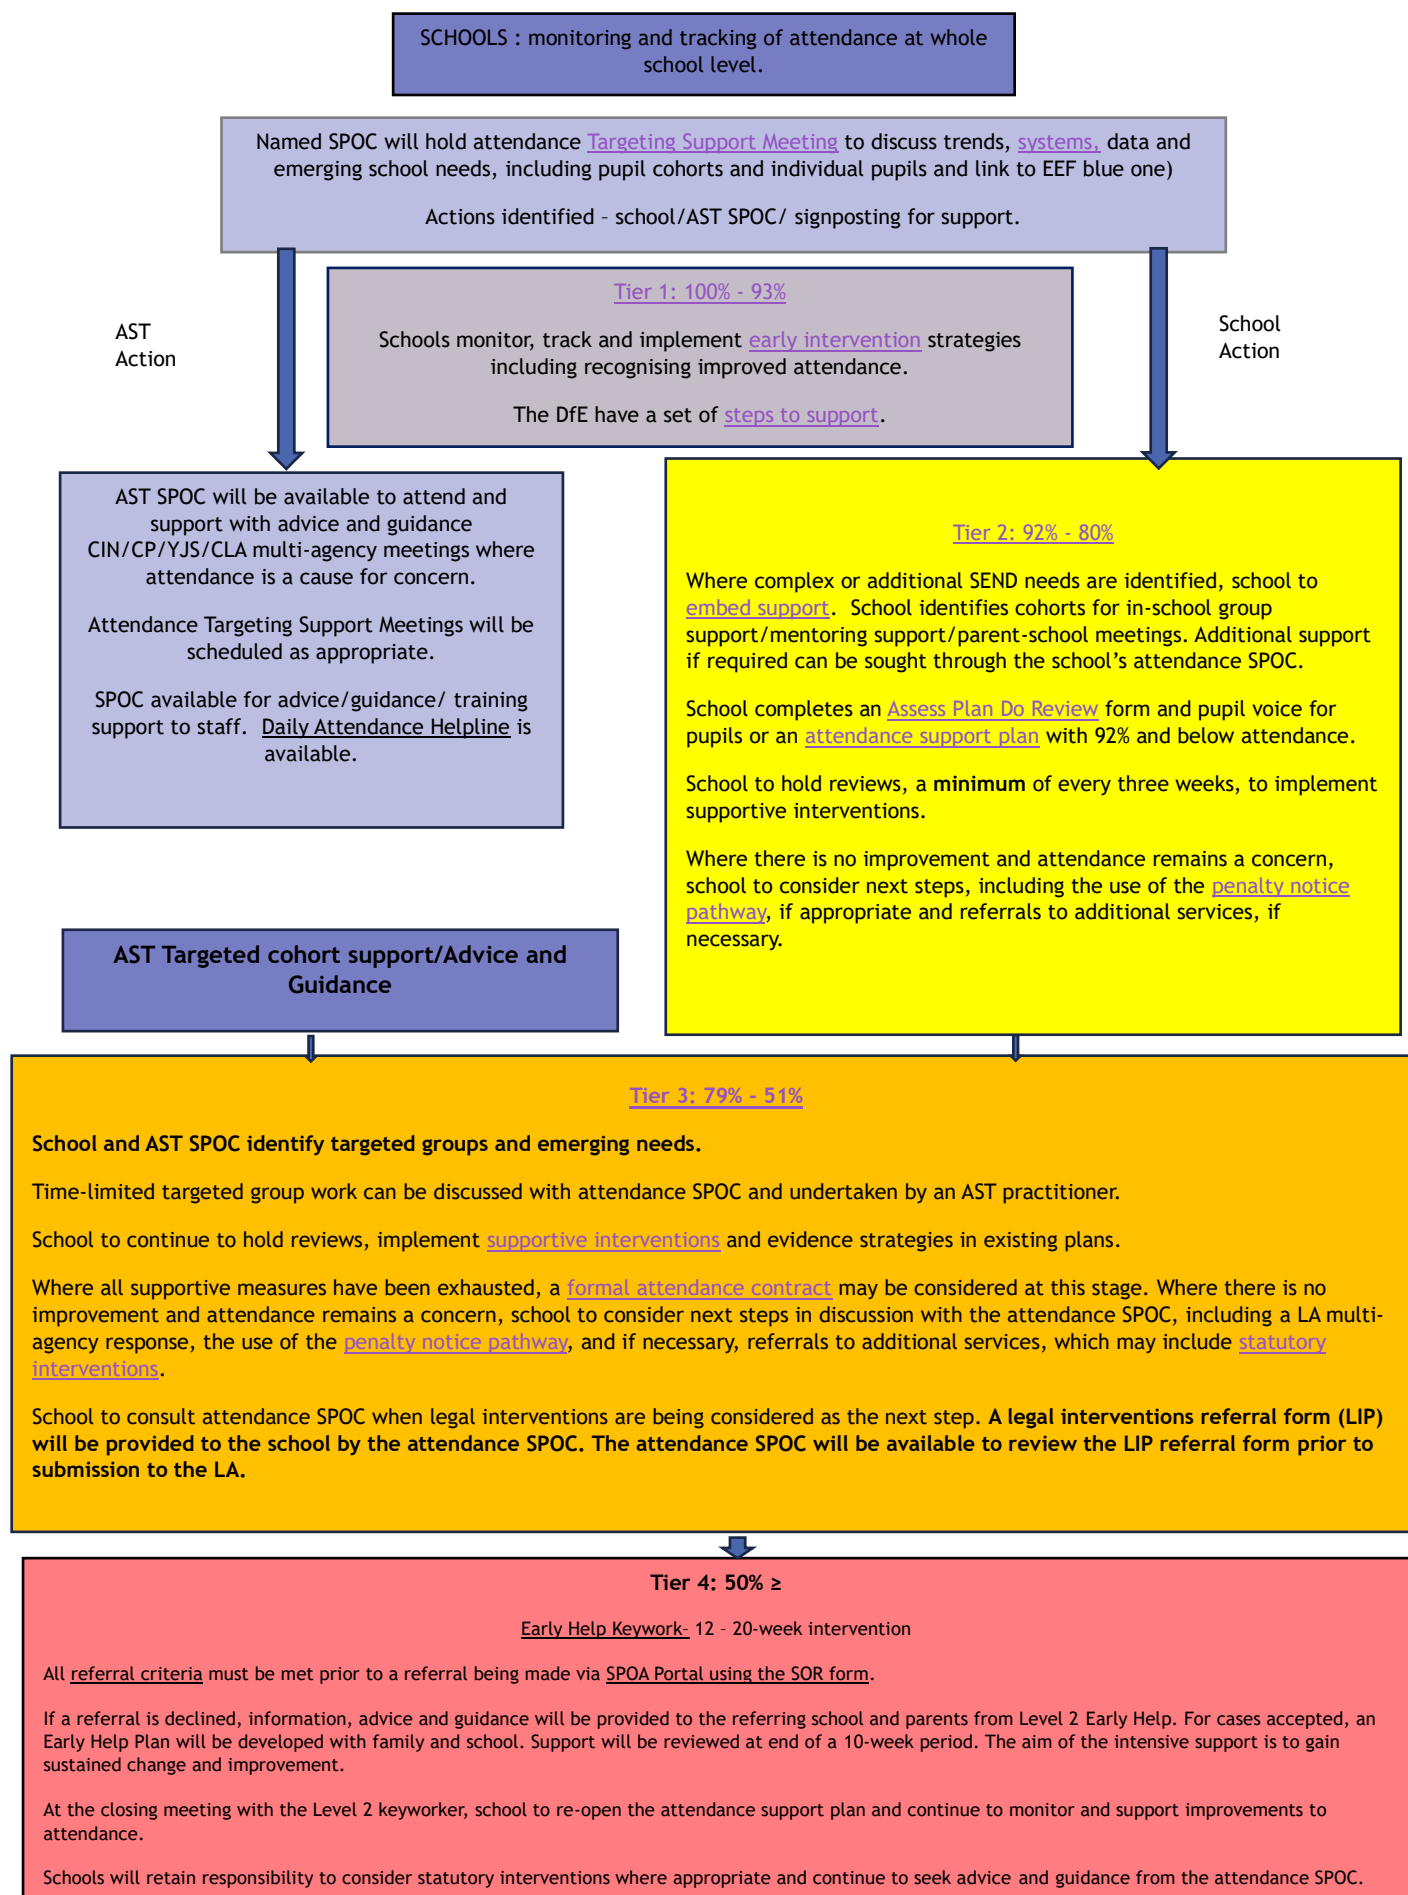 SCHOOLS : monitoring and tracking of attendance at whole
school level.
Named SPOC will hold attendance Targeting Support Meeting to discuss trends, systems, data and
emerging school needs, including pupil cohorts and individual pupils and link to EEF blue one)
Actions identified – school/AST SPOC/ signposting for support.
AST
Action
Tier 1: 100% - 93%
Schools monitor, track and implement early intervention strategies
including recognising improved attendance.
The DfE have a set of steps to support.
School
Action
AST SPOC will be available to attend and
support with advice and guidance
CIN/CP/YJS/CLA multi-agency meetings where
attendance is a cause for concern.
Attendance Targeting Support Meetings will be
scheduled as appropriate.
SPOC available for advice/guidance/ training
support to staff. Daily Attendance Helpline is
available.
Tier 2: 92% - 80%
Where complex or additional SEND needs are identified, school to
embed support. School identifies cohorts for in-school group
support/mentoring support/parent-school meetings. Additional support
if required can be sought through the school’s attendance SPOC.
School completes an Assess Plan Do Review form and pupil voice for
pupils or an attendance support plan with 92% and below attendance.
School to hold reviews, a minimum of every three weeks, to implement
supportive interventions.
Where there is no improvement and attendance remains a concern,
school to consider next steps, including the use of the penalty notice
pathway, if appropriate and referrals to additional services, if
necessary.
AST Targeted cohort support/Advice and
Guidance
Tier 3: 79% - 51%
School and AST SPOC identify targeted groups and emerging needs.
Time-limited targeted group work can be discussed with attendance SPOC and undertaken by an AST practitioner.
School to continue to hold reviews, implement supportive interventions and evidence strategies in existing plans.
Where all supportive measures have been exhausted, a formal attendance contract may be considered at this stage. Where there is no
improvement and attendance remains a concern, school to consider next steps in discussion with the attendance SPOC, including a LA multi-
agency response, the use of the penalty notice pathway, and if necessary, referrals to additional services, which may include statutory
interventions.
School to consult attendance SPOC when legal interventions are being considered as the next step. A legal interventions referral form (LIP)
will be provided to the school by the attendance SPOC. The attendance SPOC will be available to review the LIP referral form prior to
submission to the LA.
Tier 4: 50% ≥
Early Help Keywork– 12 – 20-week intervention
All referral criteria must be met prior to a referral being made via SPOA Portal using the SOR form.
If a referral is declined, information, advice and guidance will be provided to the referring school and parents from Level 2 Early Help. For cases accepted, an
Early Help Plan will be developed with family and school. Support will be reviewed at end of a 10-week period. The aim of the intensive support is to gain
sustained change and improvement.
At the closing meeting with the Level 2 keyworker, school to re-open the attendance support plan and continue to monitor and support improvements to
attendance.
Schools will retain responsibility to consider statutory interventions where appropriate and continue to seek advice and guidance from the attendance SPOC.